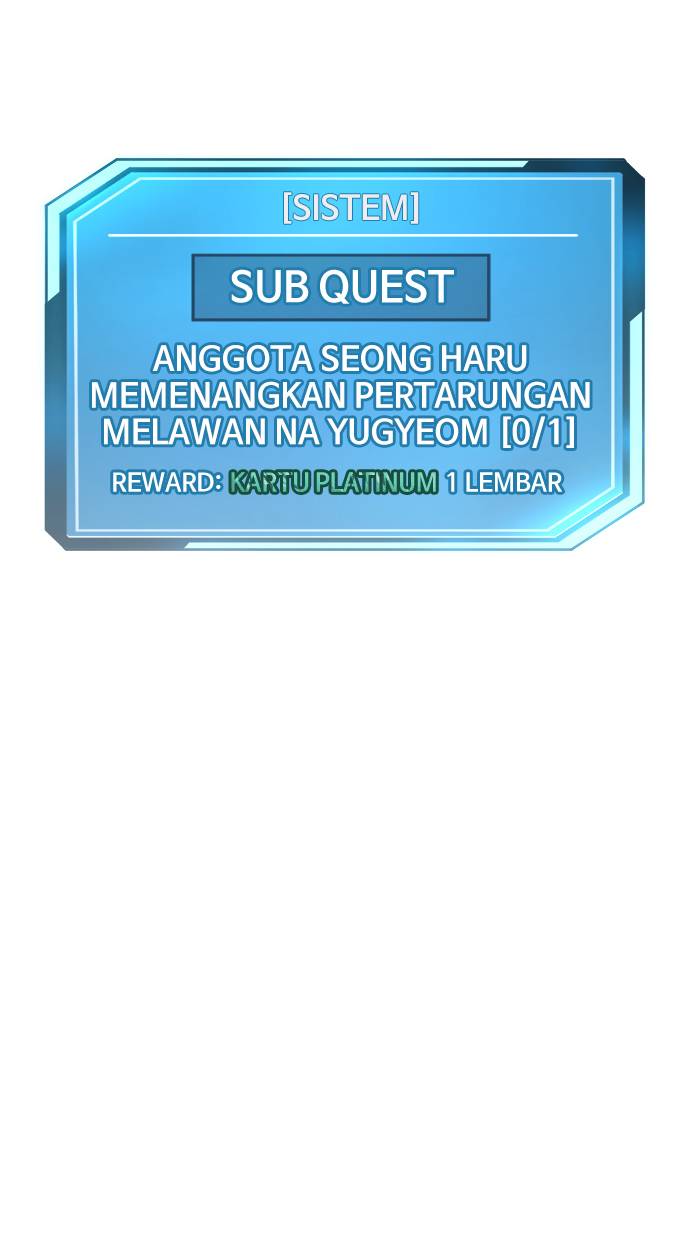 [SISTEM]
SUB QUEST
ANGGOTA SEONG HARU
MEMENANGKAN PERTARUNGAN
MELAWAN NA YUGYEOM [0/1]
REWARD: KARTU PLATINUM 1 LEMBAR